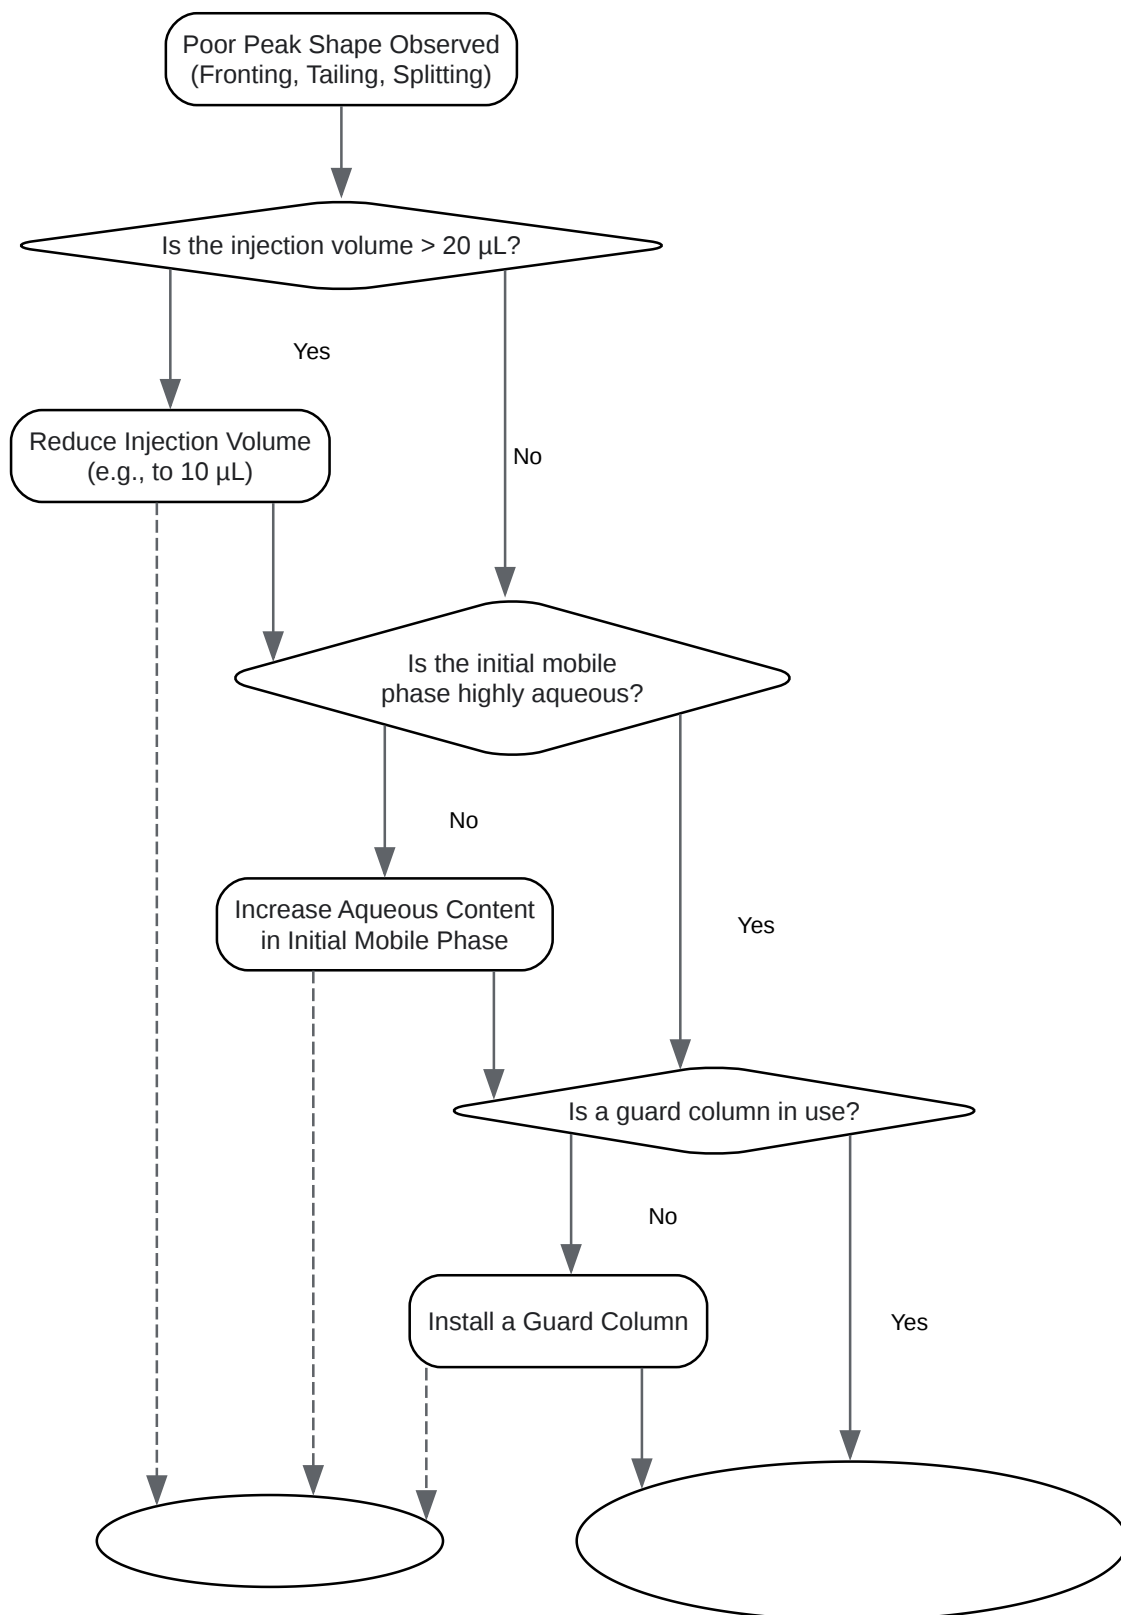 Poor Peak Shape Observed
(Fronting, Tailing, Splitting)
Is the injection volume > 20 µL?
Yes
Reduce Injection Volume
(e.g., to 10 µL)
No
Is the initial mobile
phase highly aqueous?
No
Increase Aqueous Content
in Initial Mobile Phase
Yes
Is a guard column in use?
No
Install a Guard Column
Yes